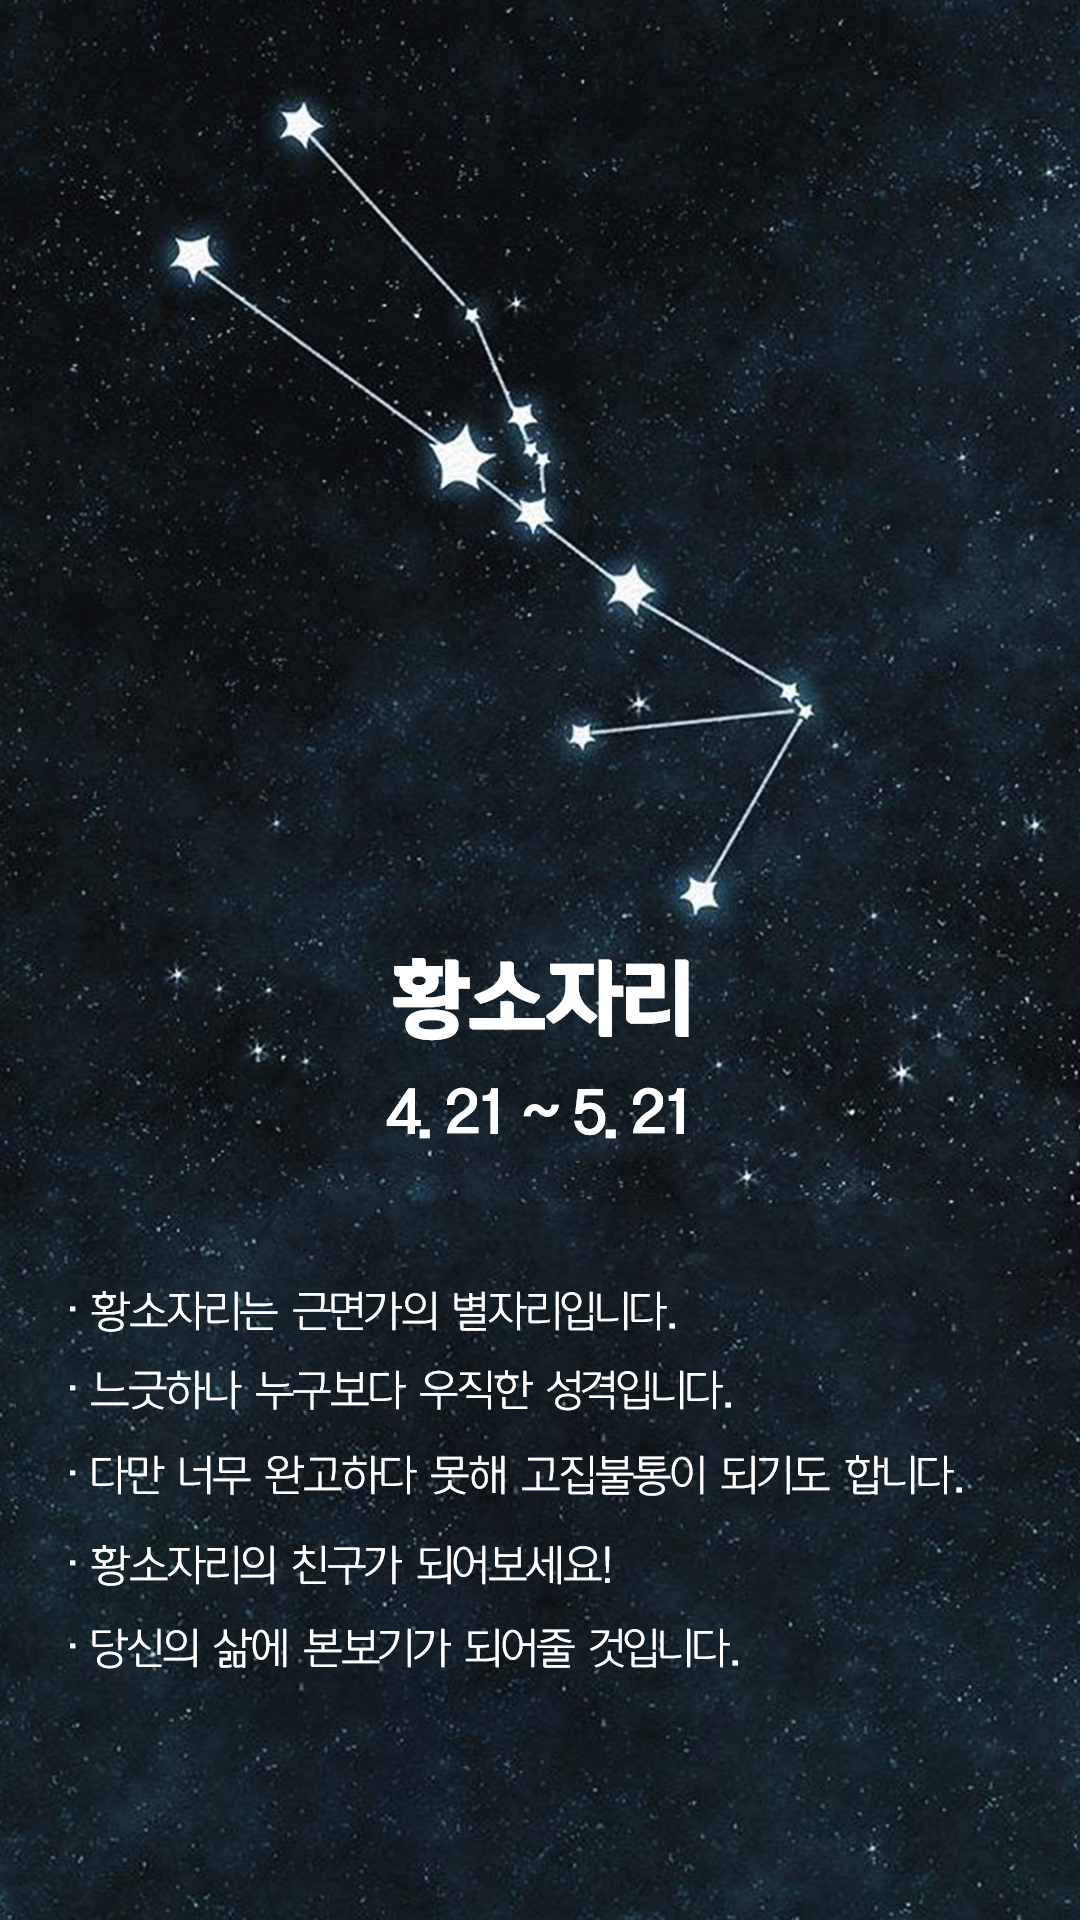 황소자리
4. 21 ~ 5. 21
· 황소자리는 근면가의 별자리입니다.
· 느긋하나 누구보다 우직한 성격입니다.
· 다만 너무 완고하다 못해 고집불통이 되기도 합니다.
· 황소자리의 친구가 되어보세요!
· 당신의 삶에 본보기가 되어줄 것입니다.